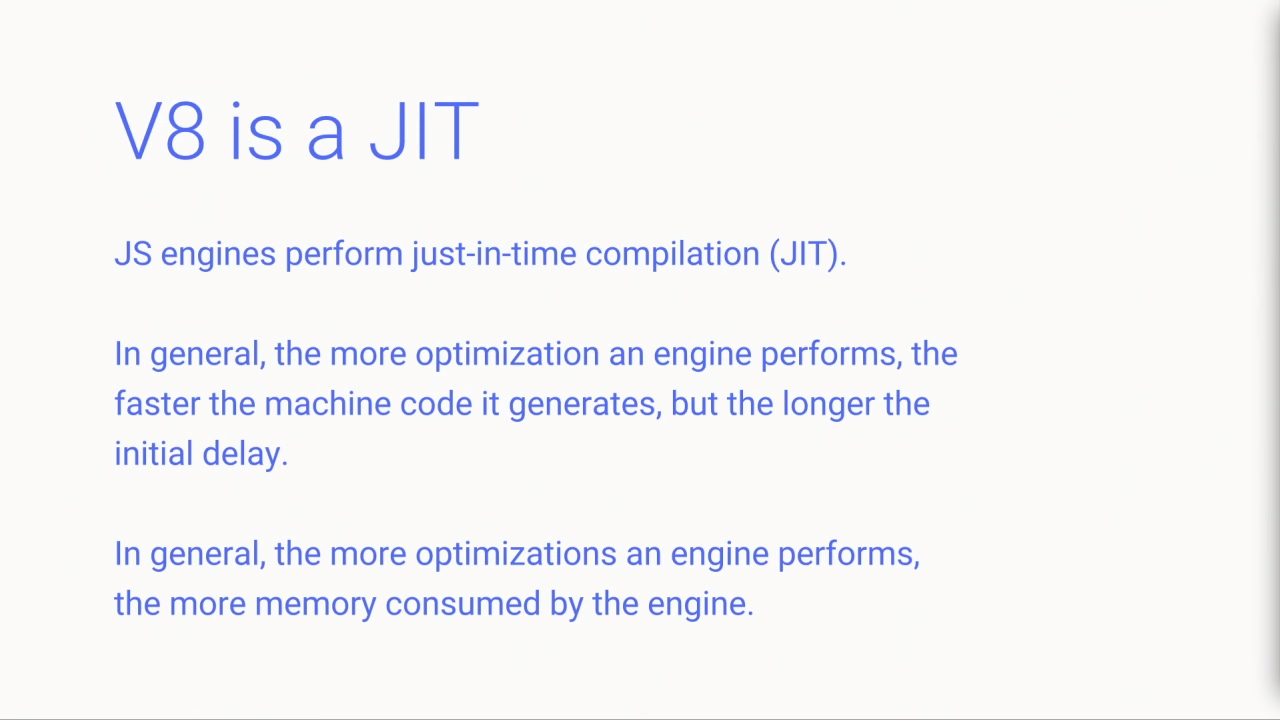 V8 is a JIT
JS engines perform just-in-time compilation (JIT).
In general, the more optimization an engine performs, the
faster the machine code it generates, but the longer the
initial delay.
In general, the more optimizations an engine performs,
the more memory consumed by the engine.